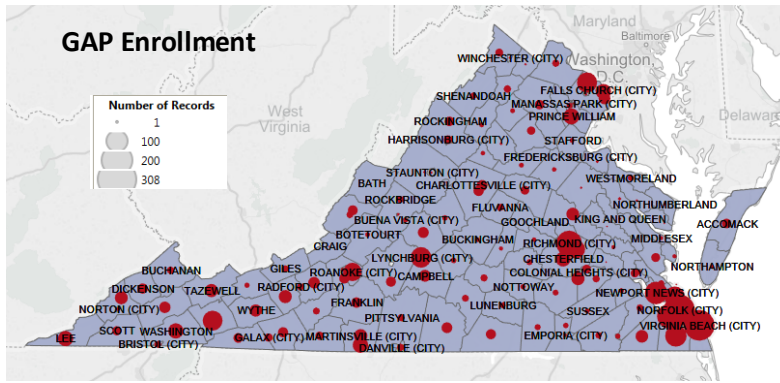 GAP Enrollment
Maryland
Baltimore
Washington,
D.C.
West
Virginia
Delaware
Number of Records
1
100
200
308
WINCHESTER (CITY)
FALLS CHURCH (CITY)
SHENANDOAH
MANASSAS PARK (CITY)
PRINCE WILLIAM
ROCKINGHAM
HARRISONBURG (CITY)
STAFFORD
FREDERICKSBURG (CITY)
STAUNTON (CITY)
WESTMORELAND
BATH
CHARLOTTESVILLE (CITY)
ROCKBRIDGE
FLUVANNA
NORTHUMBERLAND
BUENA VISTA (CITY)
GOOCHLAND
KING AND QUEEN
ACCOMACK
BOTETOURT
CRAIG
BUCKINGHAM
RICHMOND (CITY)
MIDDLESEX
LYNCHBURG (CITY)
CHESTERFIELD
NORTHAMPTON
BUCHANAN
GILES
ROANOKE (CITY)
CAMPBELL
COLONIAL HEIGHTS (CITY)
DICKENSON
TAZEWELL
RADFORD (CITY)
NOTTOWAY
NEWPORT NEWS (CITY)
NORTON (CITY)
WYTHE
FRANKLIN
LUNENBURG
SUSSEX
NORFOLK (CITY)
PITTSYLVANIA
LEE
SCOTT
WASHINGTON
BRISTOL (CITY)
GALAX (CITY)
MARTINSVILLE (CITY)
DANVILLE (CITY)
EMPORIA (CITY)
VIRGINIA BEACH (CITY)